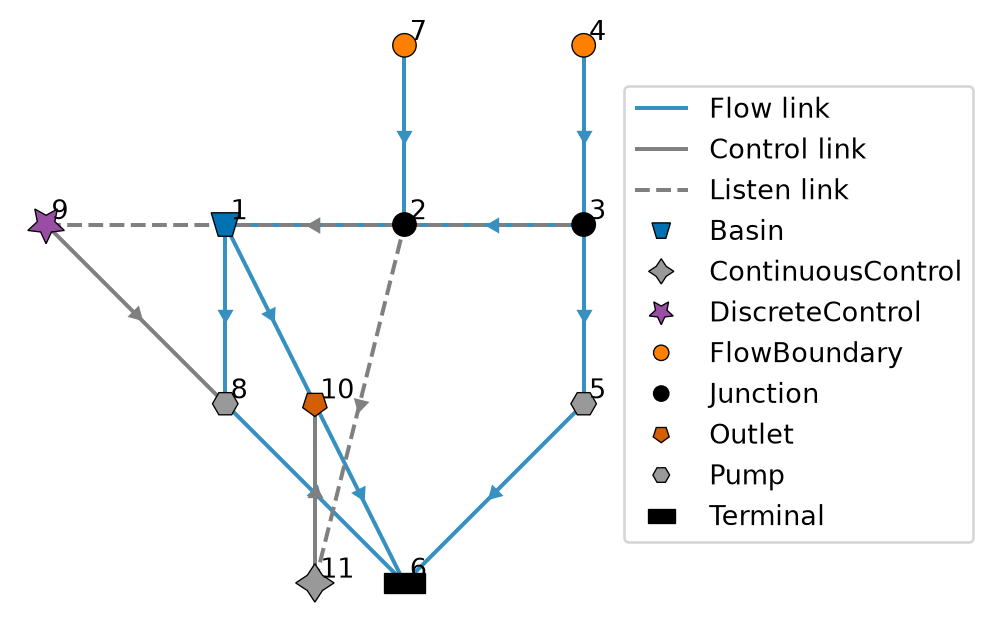 7
4
9
1
2
3
8
10
5
11
6
Flow link
Control link
Listen link
Basin
ContinuousControl
DiscreteControl
FlowBoundary
Junction
Outlet
Pump
Terminal